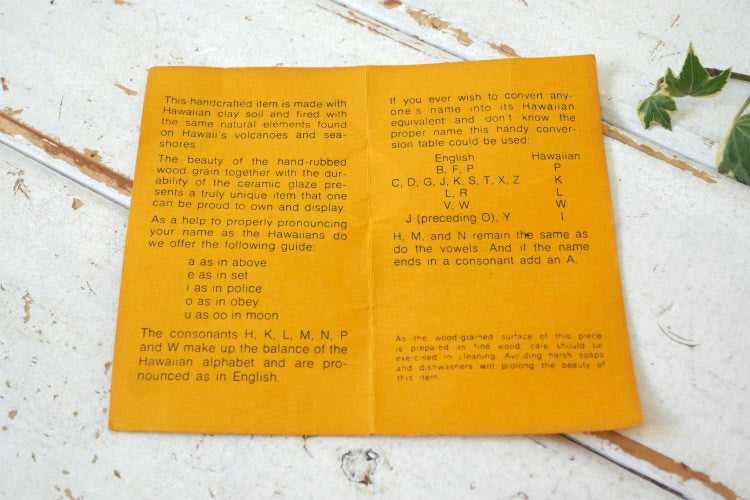 This handcrafted item is made with
Hawaiian clay soil and fired with
the same natural elements found
on Hawaii's volcanoes and sea-
shores.
The beauty of the hand-rubbed
wood grain together with the dur-
ability of the ceramic glaze pre-
sents a truly unique item that one
can be proud to own and display.
As a help to properly pronouncing
your name as the Hawaiians do
we offer the following guide:
a as in above
e as in set
i as in police
o as in obey
u as oo in moon
The consonants H, K, L, M, N, P
and W make up the balance of the
Hawaiian alphabet and are pro-
nounced as in English.
If you ever wish to convert any-
one's name into its Hawaiian
equivalent and don't know the
proper name this handy conver-
sion table could be used:
English Hawaiian
B, F, P P
C, D, G, J, K, S, T, X, Z K
L, R L
V, W W
J (preceding O), Y I
H, M, and N remain the same as
do the vowels. And if the name
ends in a consonant add an A.
As the wood-grained surface of this piece
is prepared as fine wood, care should be
exercised in cleaning. Avoiding harsh soaps
and dishwashers will prolong the beauty of
this item.